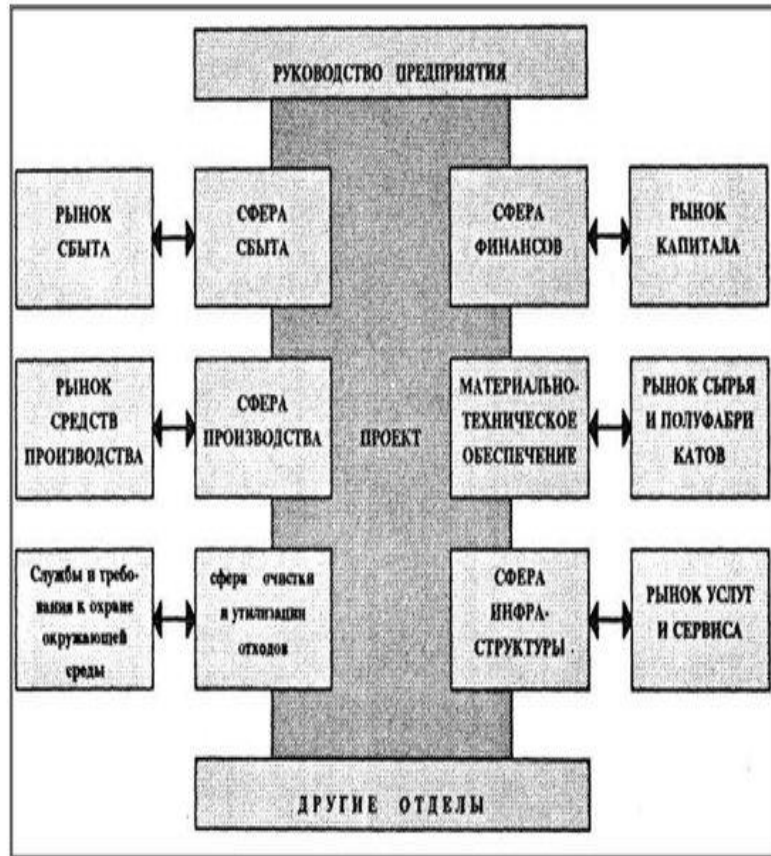 РУКОВОДСТВО ПРЕДПРИЯТИЯ
РЫНОК
СБЫТА
СФЕРА
СБЫТА
СФЕРА
ФИНАНСОВ
РЫНОК
КАПИТАЛА
РЫНОК
СРЕДСТВ
ПРОИЗВОДСТВА
СФЕРА
ПРОИЗВОДСТВА
ПРОЕКТ
МАТЕРИАЛЬНО-
ТЕХНИЧЕСКОЕ
ОБЕСПЕЧЕНИЕ
РЫНОК СЫРЬЯ
И ПОЛУФАБРИ
КАТОВ
Службы и требо-
вания к охране
окружающей
среды
сфера очистки
и утилизации
отходов
СФЕРА
ИНФРА-
СТРУКТУРЫ
РЫНОК УСЛУГ
И СЕРВИСА
ДРУГИЕ ОТДЕЛЫ